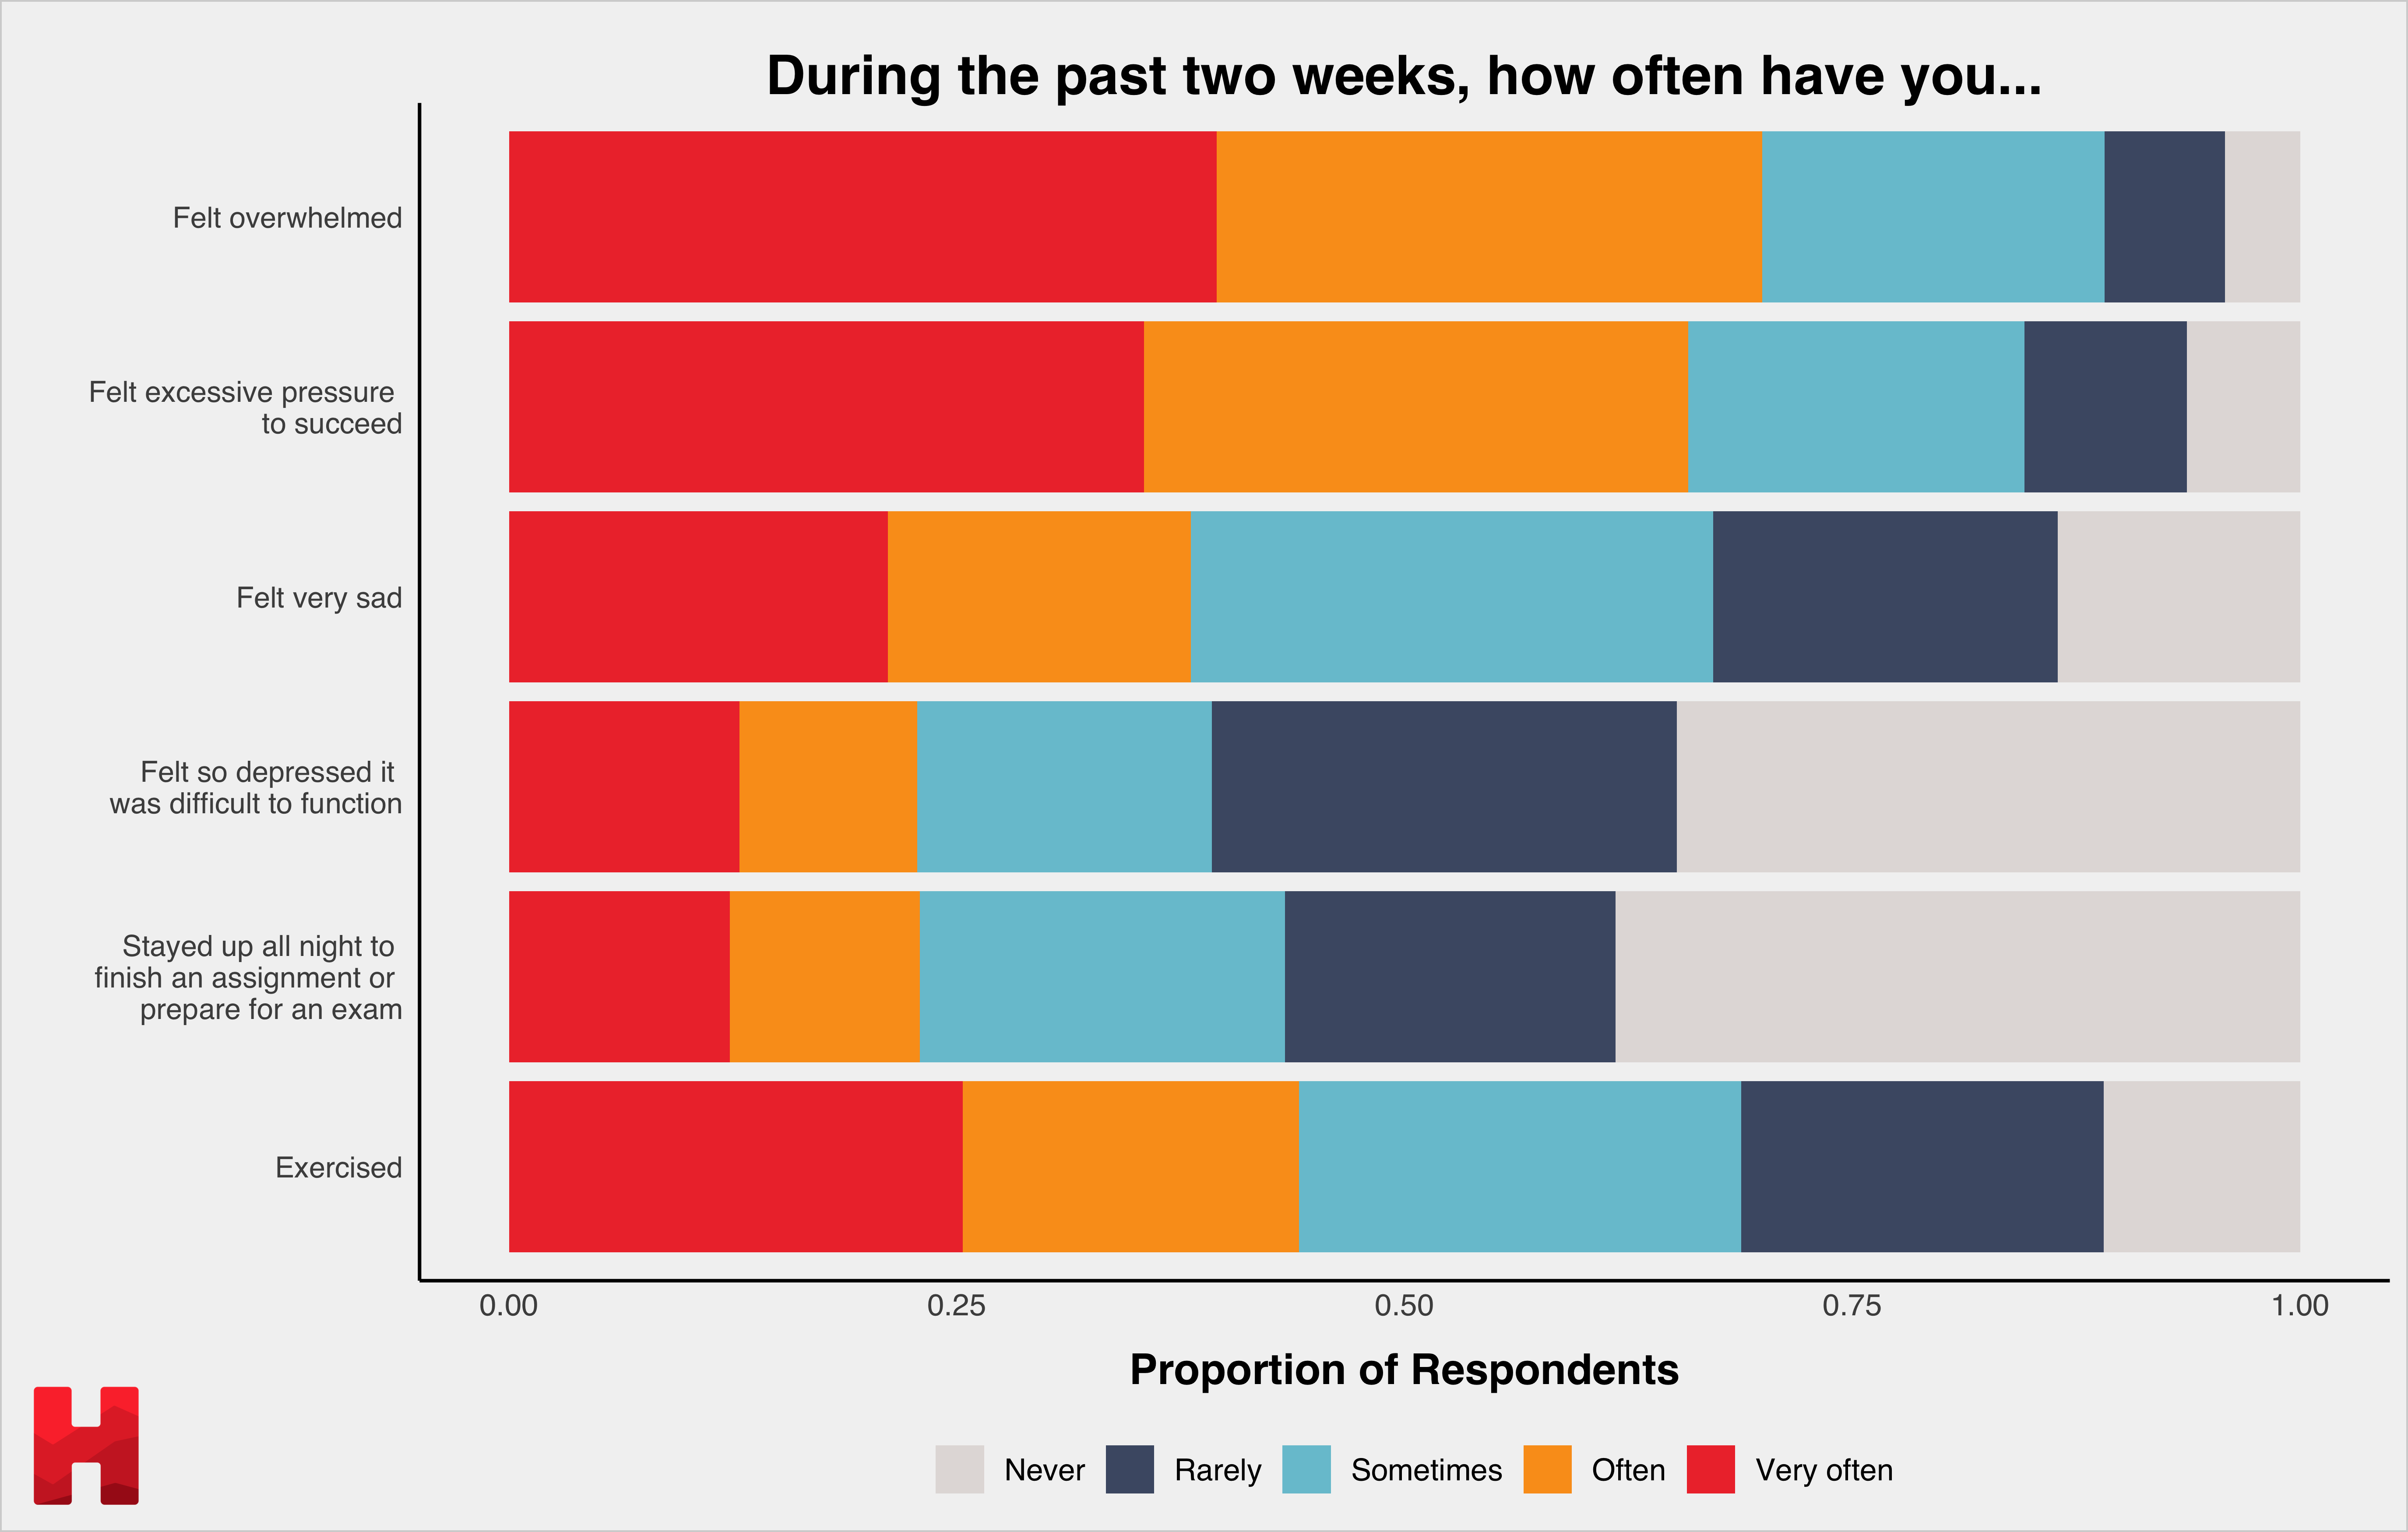 During the past two weeks, how often have you...
Felt overwhelmed
Felt excessive pressure
to succeed
Felt very sad
Felt so depressed it
was difficult to function
Stayed up all night to
finish an assignment or
prepare for an exam
Exercised
0.00 0.25 0.50 0.75 1.00
Proportion of Respondents
H
Never Rarely Sometimes Often Very often